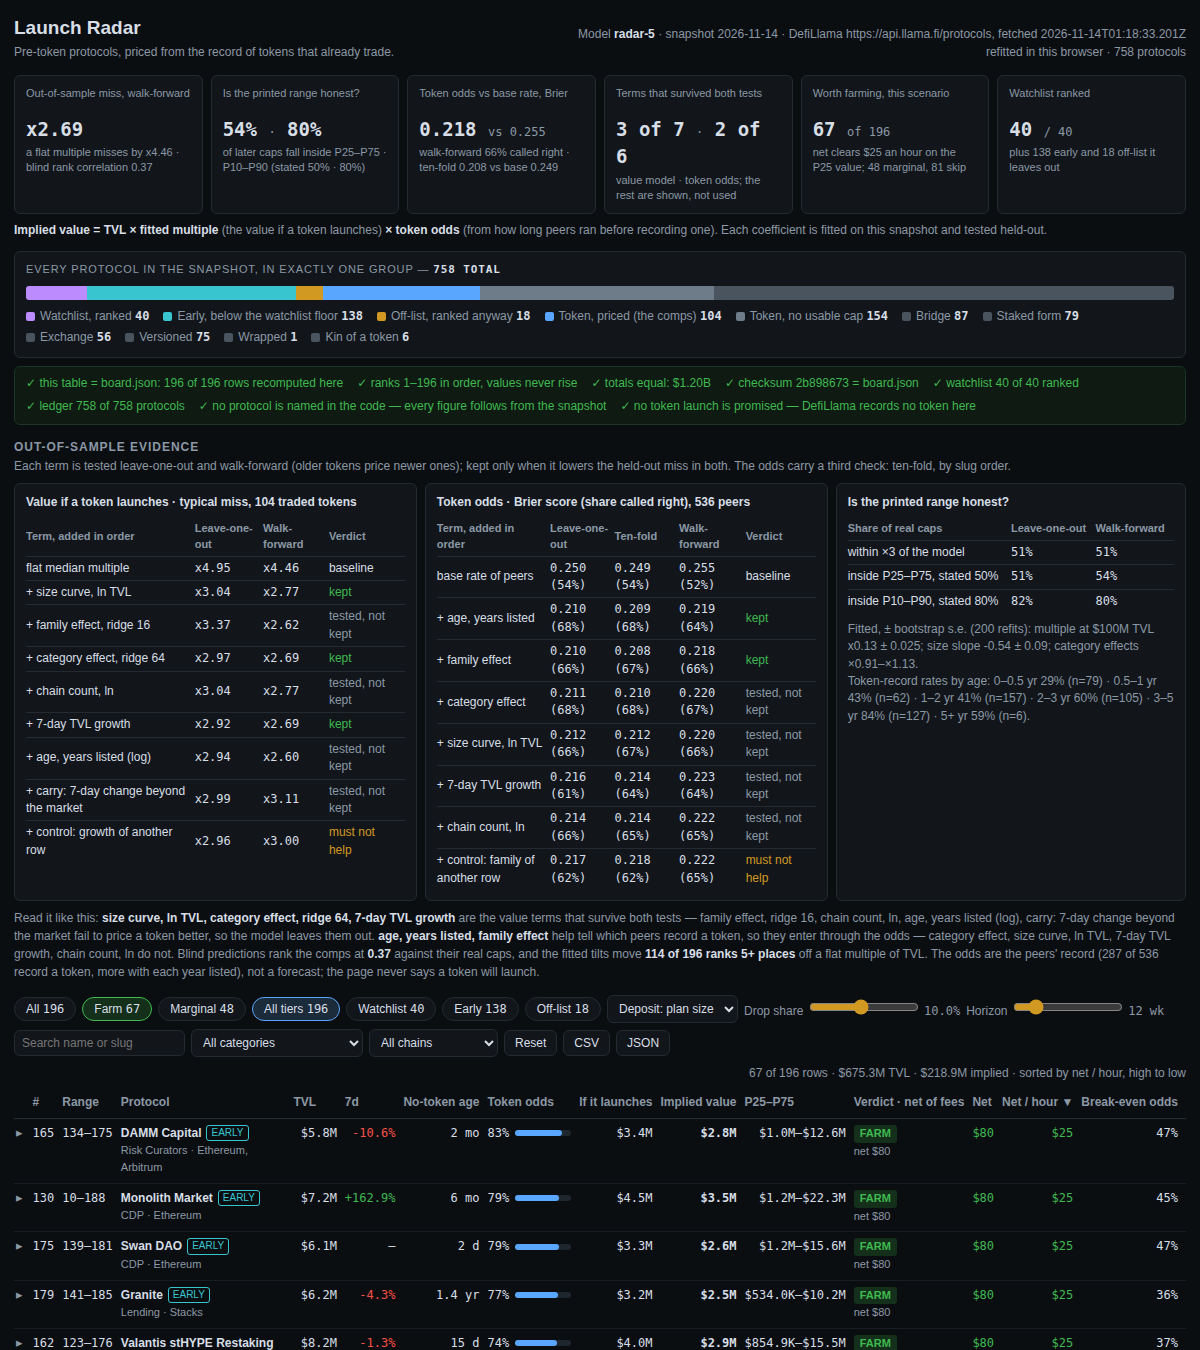 Launch Radar
Pre-token protocols, priced from the record of tokens that already trade.
Model radar-5 · snapshot 2026-11-14 · DefiLlama https://api.llama.fi/protocols, fetched 2026-11-14T01:18:33.201Z
refitted in this browser · 758 protocols
Out-of-sample miss, walk-forward
x2.69
a flat multiple misses by x4.46 ·
blind rank correlation 0.37
Is the printed range honest?
54% · 80%
of later caps fall inside P25–P75 ·
P10–P90 (stated 50% · 80%)
Token odds vs base rate, Brier
0.218 vs 0.255
walk-forward 66% called right ·
ten-fold 0.208 vs base 0.249
Terms that survived both tests
3 of 7 · 2 of
6
value model · token odds; the
rest are shown, not used
Worth farming, this scenario
67 of 196
net clears $25 an hour on the
P25 value; 48 marginal, 81 skip
Watchlist ranked
40 / 40
plus 138 early and 18 off-list it
leaves out
Implied value = TVL × fitted multiple (the value if a token launches) × token odds (from how long peers ran before recording one). Each coefficient is fitted on this snapshot and tested held-out.
EVERY PROTOCOL IN THE SNAPSHOT, IN EXACTLY ONE GROUP — 758 TOTAL
Watchlist, ranked 40 Early, below the watchlist floor 138 Off-list, ranked anyway 18 Token, priced (the comps) 104 Token, no usable cap 154 Bridge 87 Staked form 79
Exchange 56 Versioned 75 Wrapped 1 Kin of a token 6
✓ this table = board.json: 196 of 196 rows recomputed here ✓ ranks 1–196 in order, values never rise ✓ totals equal: $1.20B ✓ checksum 2b898673 = board.json ✓ watchlist 40 of 40 ranked
✓ ledger 758 of 758 protocols ✓ no protocol is named in the code — every figure follows from the snapshot ✓ no token launch is promised — DefiLlama records no token here
OUT-OF-SAMPLE EVIDENCE
Each term is tested leave-one-out and walk-forward (older tokens price newer ones); kept only when it lowers the held-out miss in both. The odds carry a third check: ten-fold, by slug order.
Value if a token launches · typical miss, 104 traded tokens
Term, added in order Leave-one-out Walk-forward Verdict
flat median multiple x4.95 x4.46 baseline
+ size curve, ln TVL x3.04 x2.77 kept
+ family effect, ridge 16 x3.37 x2.62 tested, not kept
+ category effect, ridge 64 x2.97 x2.69 kept
+ chain count, ln x3.04 x2.77 tested, not kept
+ 7-day TVL growth x2.92 x2.69 kept
+ age, years listed (log) x2.94 x2.60 tested, not kept
+ carry: 7-day change beyond the market x2.99 x3.11 tested, not kept
+ control: growth of another row x2.96 x3.00 must not help
Token odds · Brier score (share called right), 536 peers
Term, added in order Leave-one-out Ten-fold Walk-forward Verdict
base rate of peers 0.250 (54%) 0.249 (54%) 0.255 (52%) baseline
+ age, years listed 0.210 (68%) 0.209 (68%) 0.219 (64%) kept
+ family effect 0.210 (66%) 0.208 (67%) 0.218 (66%) kept
+ category effect 0.211 (68%) 0.210 (68%) 0.220 (67%) tested, not kept
+ size curve, ln TVL 0.212 (66%) 0.212 (67%) 0.220 (66%) tested, not kept
+ 7-day TVL growth 0.216 (61%) 0.214 (64%) 0.223 (64%) tested, not kept
+ chain count, ln 0.214 (66%) 0.214 (65%) 0.222 (65%) tested, not kept
+ control: family of another row 0.217 (62%) 0.218 (62%) 0.222 (65%) must not help
Is the printed range honest?
Share of real caps Leave-one-out Walk-forward
within ×3 of the model 51% 51%
inside P25–P75, stated 50% 51% 54%
inside P10–P90, stated 80% 82% 80%
Fitted, ± bootstrap s.e. (200 refits): multiple at $100M TVL
x0.13 ± 0.025; size slope -0.54 ± 0.09; category effects
×0.91–×1.13.
Token-record rates by age: 0–0.5 yr 29% (n=79) · 0.5–1 yr
43% (n=62) · 1–2 yr 41% (n=157) · 2–3 yr 60% (n=105) · 3–5
yr 84% (n=127) · 5+ yr 59% (n=6).
Read it like this: size curve, ln TVL, category effect, ridge 64, 7-day TVL growth are the value terms that survive both tests — family effect, ridge 16, chain count, ln, age, years listed (log), carry: 7-day change beyond
the market fail to price a token better, so the model leaves them out. age, years listed, family effect help tell which peers record a token, so they enter through the odds — category effect, size curve, ln TVL, 7-day TVL
growth, chain count, ln do not. Blind predictions rank the comps at 0.37 against their real caps, and the fitted tilts move 114 of 196 ranks 5+ places off a flat multiple of TVL. The odds are the peers' record (287 of 536
record a token, more with each year listed), not a forecast; the page never says a token will launch.
All 196 Farm 67 Marginal 48 All tiers 196 Watchlist 40 Early 138 Off-list 18 Deposit: plan size Drop share 10.0% Horizon 12 wk
Search name or slug All categories All chains Reset CSV JSON
67 of 196 rows · $675.3M TVL · $218.9M implied · sorted by net / hour, high to low
# Range Protocol TVL 7d No-token age Token odds If it launches Implied value P25–P75 Verdict · net of fees Net Net / hour ▼ Break-even odds
▸ 165 134–175 DAMM Capital EARLY $5.8M -10.6% 2 mo 83% $3.4M $2.8M $1.0M–$12.6M FARM $80 $25 47%
Risk Curators · Ethereum, net $80
Arbitrum
▸ 130 10–188 Monolith Market EARLY $7.2M +162.9% 6 mo 79% $4.5M $3.5M $1.2M–$22.3M FARM $80 $25 45%
CDP · Ethereum net $80
▸ 175 139–181 Swan DAO EARLY $6.1M — 2 d 79% $3.3M $2.6M $1.2M–$15.6M FARM $80 $25 47%
CDP · Ethereum net $80
▸ 179 141–185 Granite EARLY $6.2M -4.3% 1.4 yr 77% $3.2M $2.5M $534.0K–$10.2M FARM $80 $25 36%
Lending · Stacks net $80
▸ 162 123–176 Valantis stHYPE Restaking $8.2M -1.3% 15 d 74% $4.0M $2.9M $854.9K–$15.5M FARM $80 $25 37%